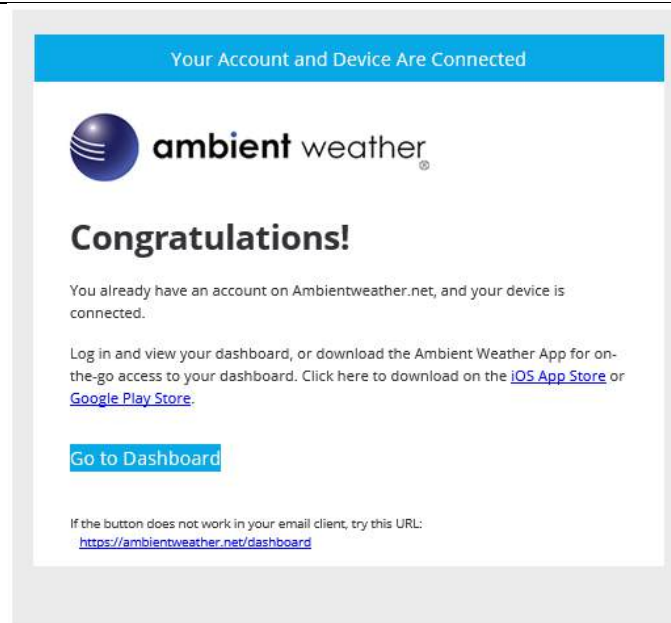 Your Account and Device Are Connected
ambient weather®
Congratulations!
You already have an account on Ambientweather.net, and your device is
connected.
Log in and view your dashboard, or download the Ambient Weather App for on-
the-go access to your dashboard. Click here to download on the iOS App Store or
Google Play Store.
Go to Dashboard
If the button does not work in your email client, try this URL:
https://ambientweather.net/dashboard